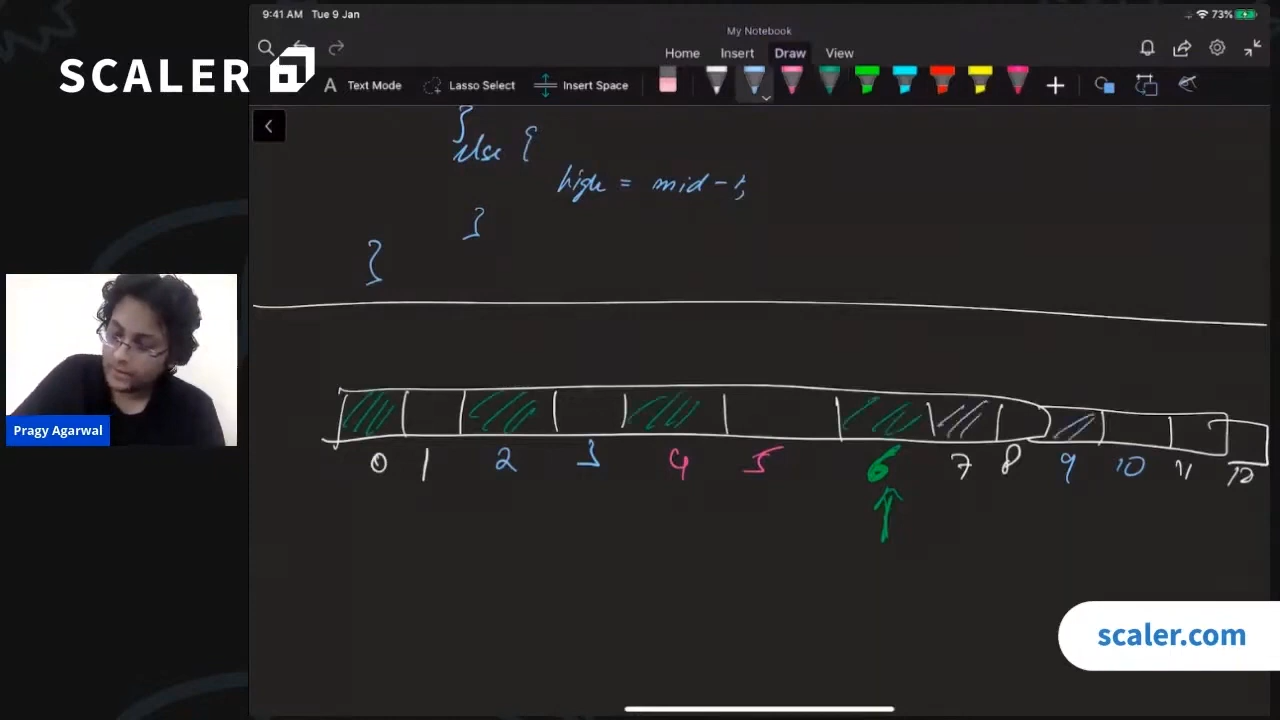 9:41 AM Tue 9 Jan
73%
My Notebook
SCALER
Home Insert Draw View
Text Mode Lasso Select Insert Space
}
else {
high = mid - 1;
}
}
Pragy Agarwal
0 1 2 3 4 5 6 7 8 9 10 11 12
scaler.com